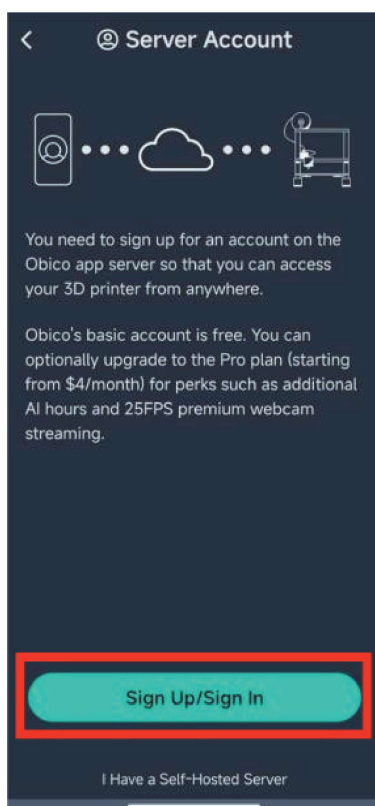 Server Account
You need to sign up for an account on the
Obico app server so that you can access
your 3D printer from anywhere.
Obico's basic account is free. You can
optionally upgrade to the Pro plan (starting
from $4/month) for perks such as additional
AI hours and 25FPS premium webcam
streaming.
Sign Up/Sign In
I Have a Self-Hosted Server